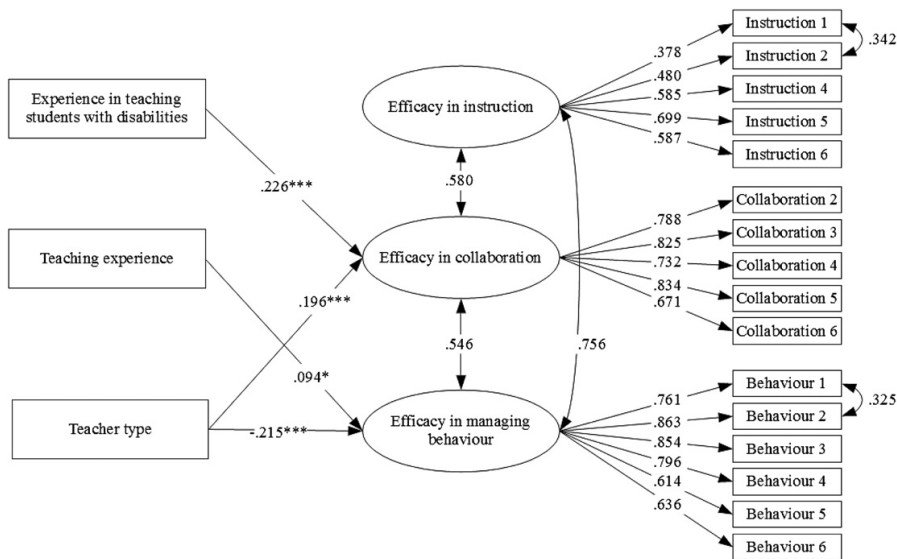 Experience in teaching
students with disabilities
Teaching experience
Teacher type
.226***
.196***
.094*
-.215***
Efficacy in instruction
.580
Efficacy in collaboration
.546
Efficacy in managing
behaviour
.756
.378
.480
.585
.699
.587
Instruction 1
Instruction 2
Instruction 4
Instruction 5
Instruction 6
.342
.788
.825
.732
.834
.671
Collaboration 2
Collaboration 3
Collaboration 4
Collaboration 5
Collaboration 6
.761
.863
.854
.796
.614
.636
Behaviour 1
Behaviour 2
Behaviour 3
Behaviour 4
Behaviour 5
Behaviour 6
.325